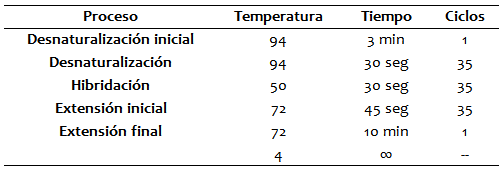 Proceso Temperatura Tiempo Ciclos
Desnaturalización inicial 94 3 min 1
Desnaturalización 94 30 seg 35
Hibridación 50 30 seg 35
Extensión inicial 72 45 seg 35
Extensión final 72 10 min 1
4 ∞ --